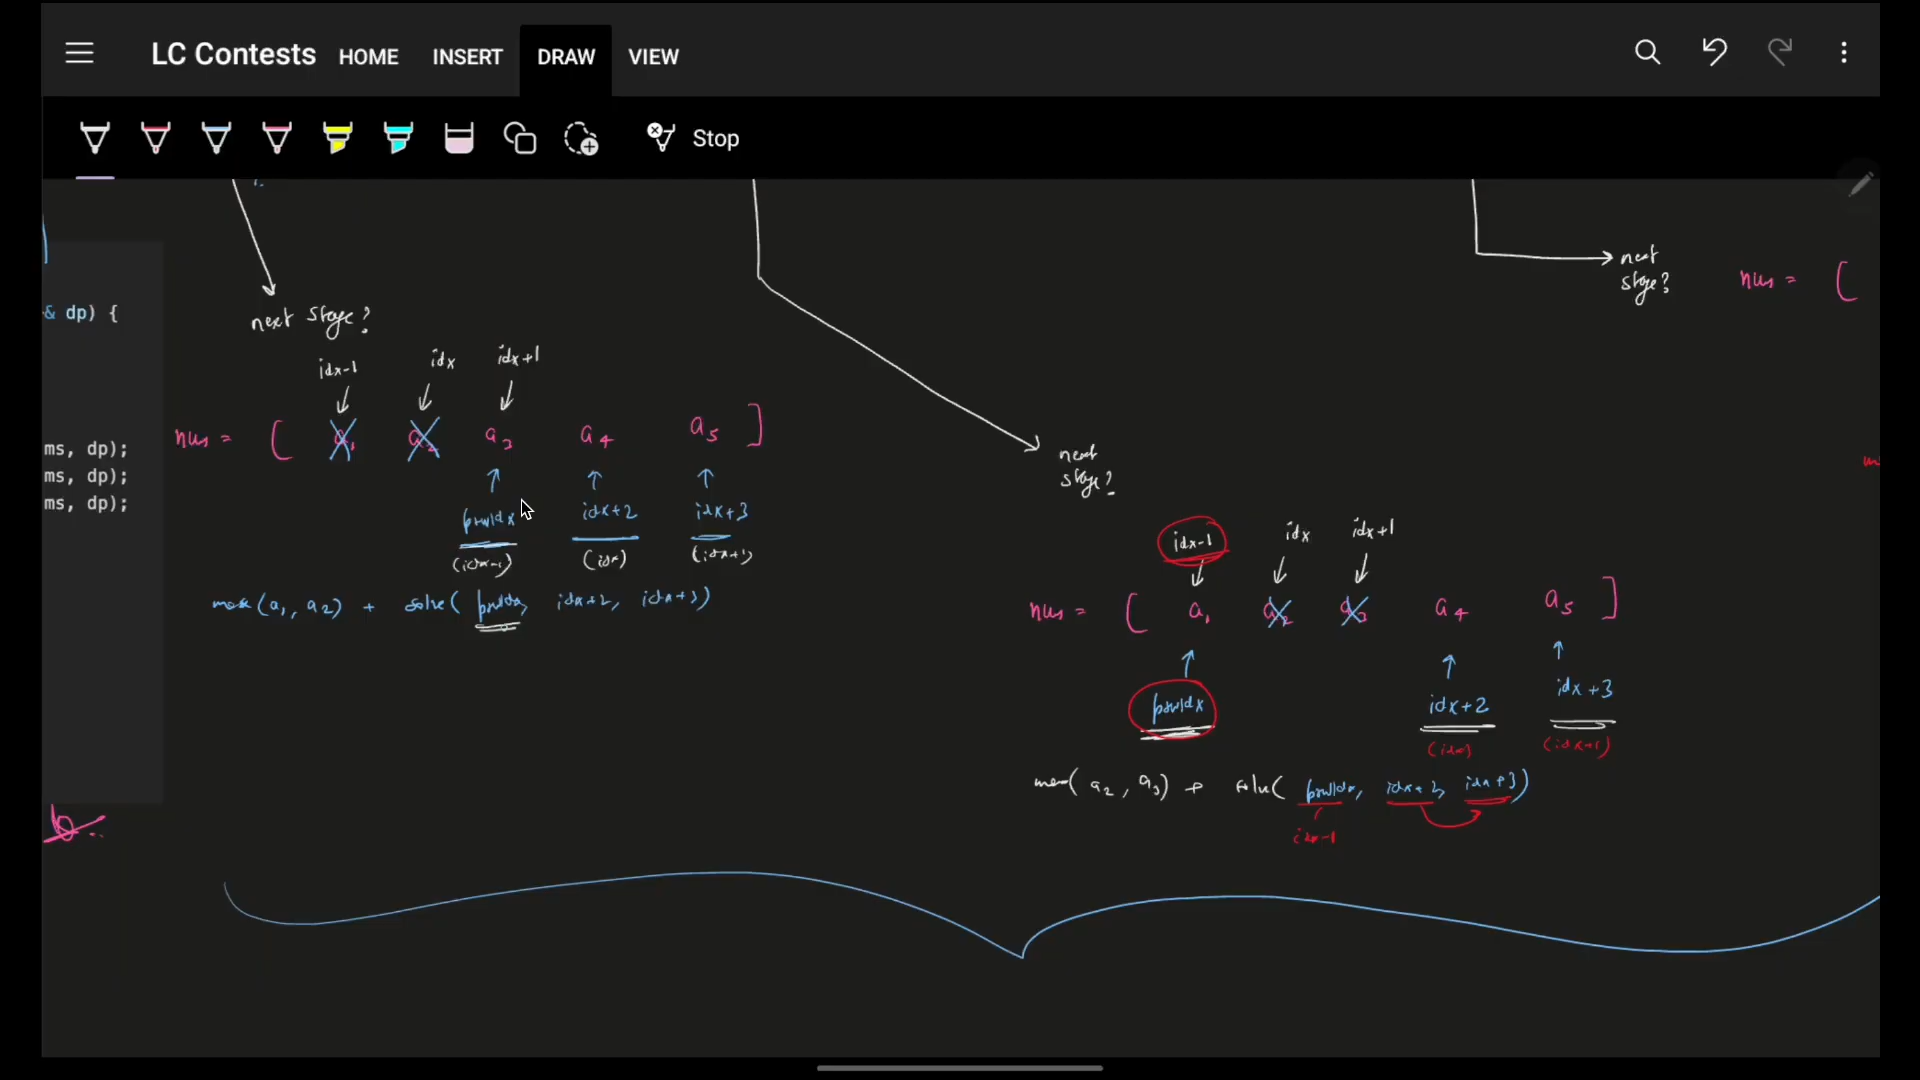 LC Contests HOME INSERT DRAW VIEW
Stop
& dp) {
ms, dp);
ms, dp);
ms, dp);
next stage?
idx-1 idx idx+1
nums = [ a₁ a₂ a₃ a₄ a₅ ]
prevIdx idx+2 idx+3
(idx-1) (idx) (idx+1)
max(a₁, a₂) + solve( prevIdx, idx+2, idx+3)
next
stage?
idx-1 idx idx+1
nums = [ a₁ a₂ a₃ a₄ a₅ ]
prevIdx idx+2 idx+3
(idx) (idx+1)
max( a₂, a₃) + solve( prevIdx, idx+2, idx+3)
idx-1
next
stage?
nums = [